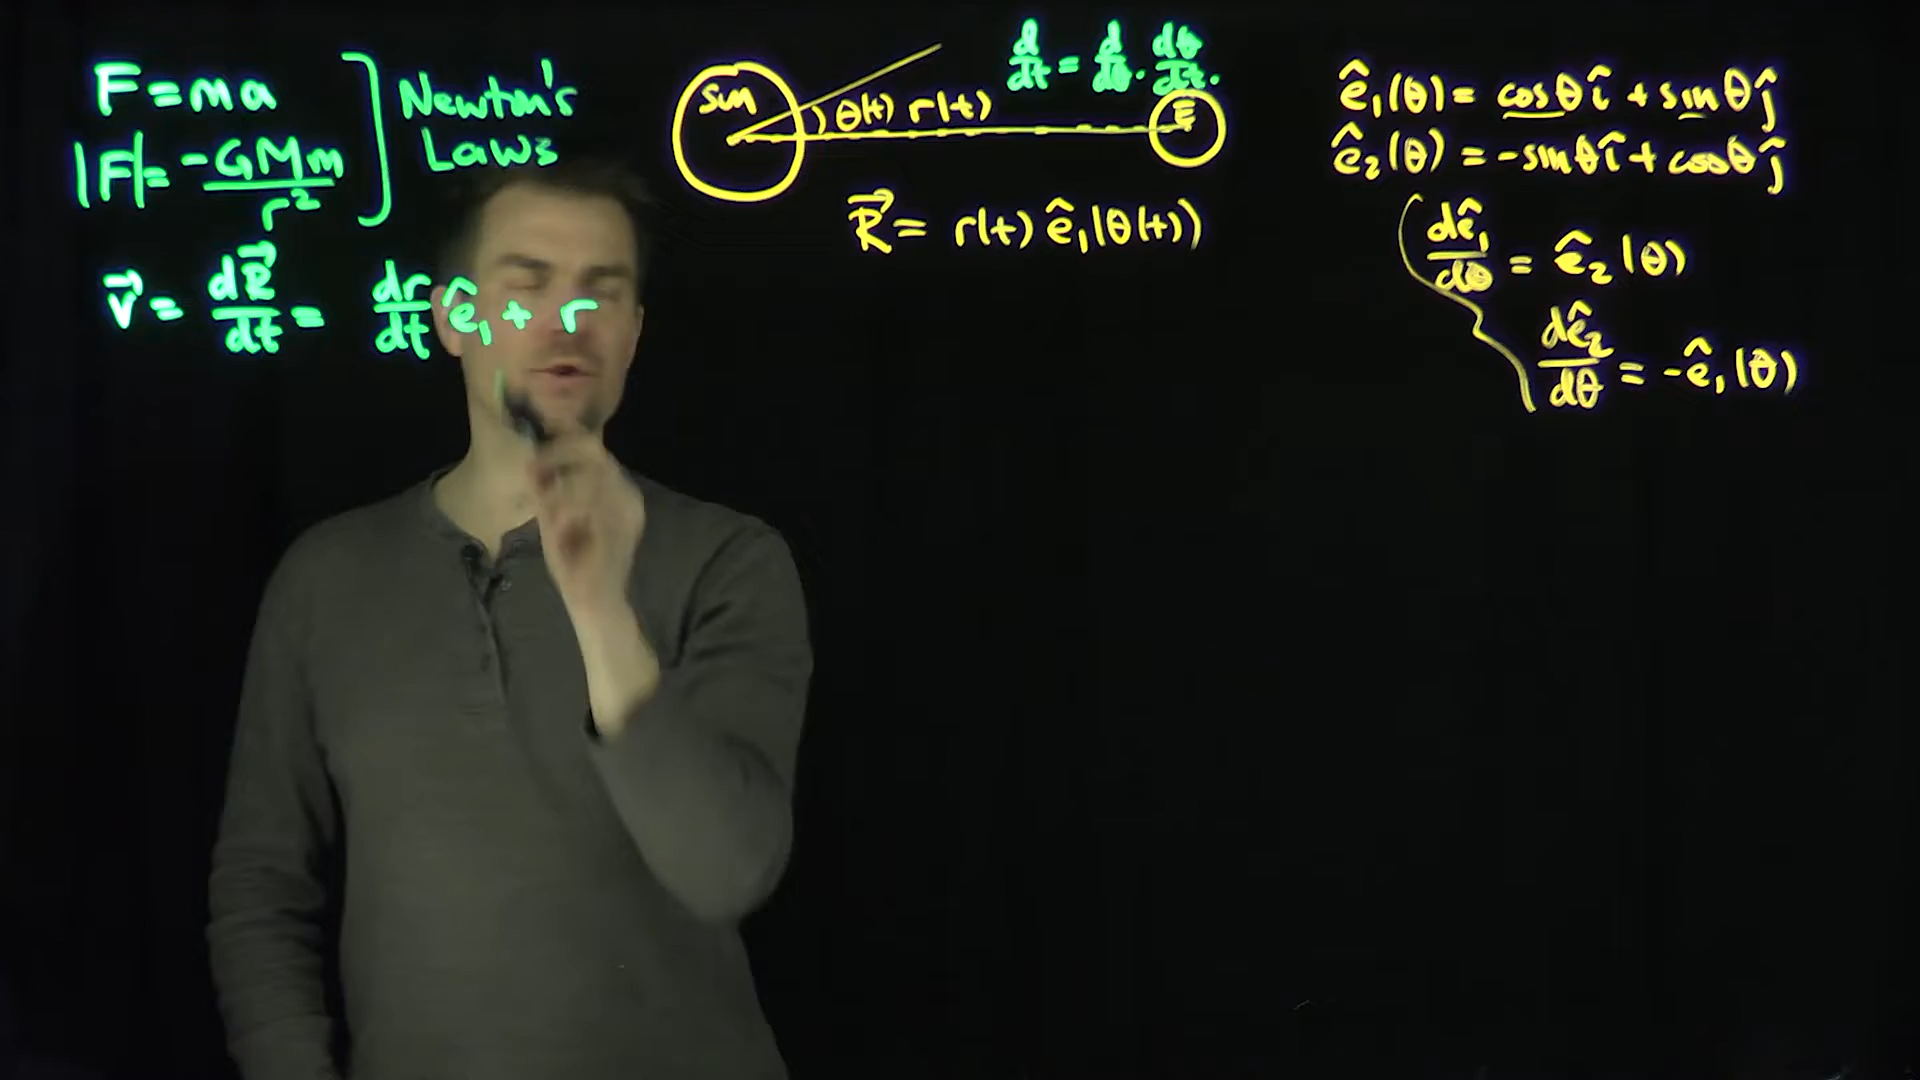 F = ma
|F| = -GMm/r²
Newton's
Laws
v⃗ = dR⃗/dt = dr/dt ê₁ + r
sun
θ(t) r(t)
E
d/dt = d/dθ · dθ/dt.
R⃗ = r(t) ê₁(θ(t))
ê₁(θ) = cosθ î + sinθ ĵ
ê₂(θ) = -sinθ î + cosθ ĵ
dê₁/dθ = ê₂(θ)
dê₂/dθ = -ê₁(θ)